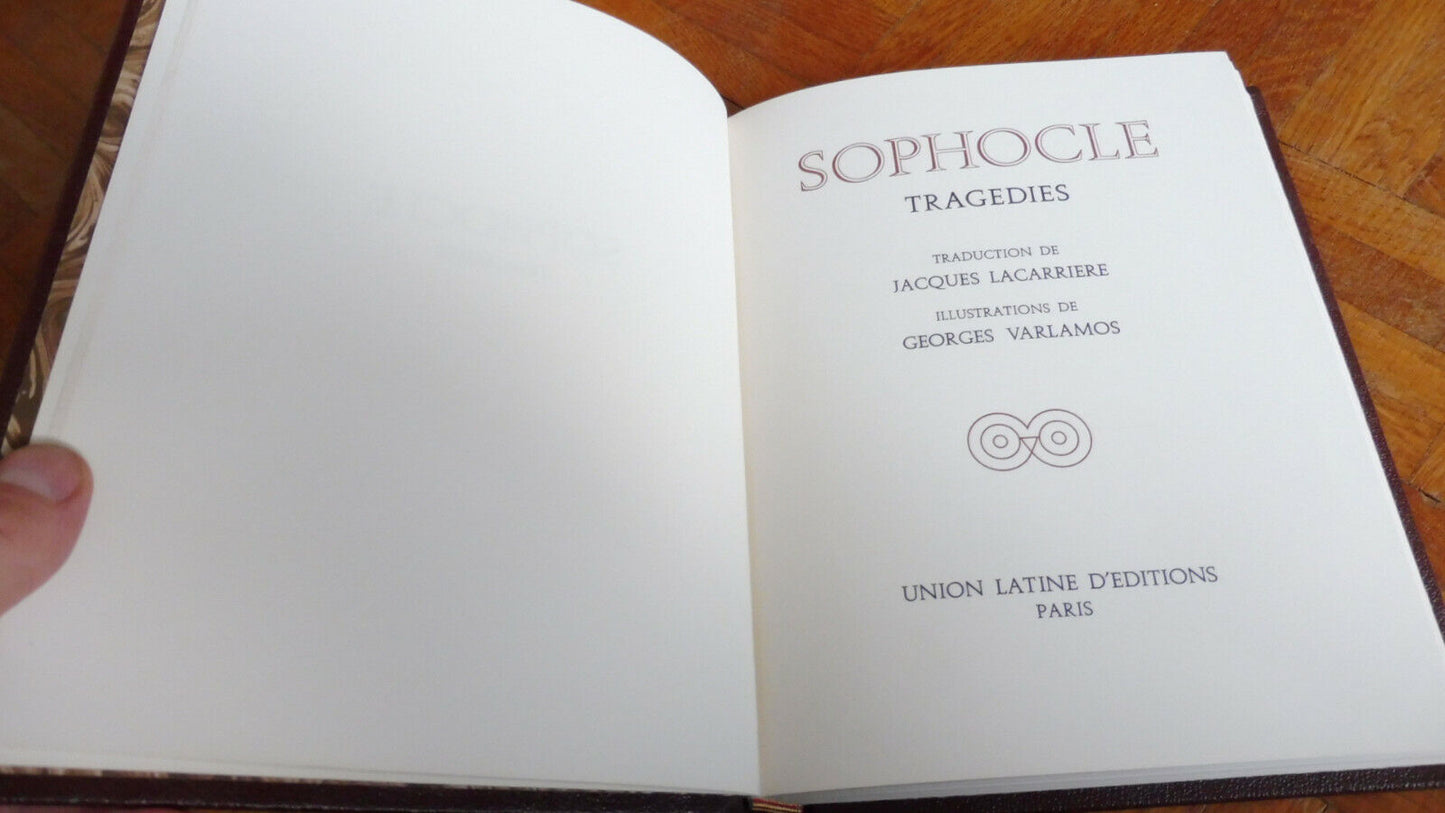 SOPHOCLE
TRAGEDIES
TRADUCTION DE
JACQUES LACARRIERE
ILLUSTRATIONS DE
GEORGES VARLAMOS
UNION LATINE D'EDITIONS
PARIS